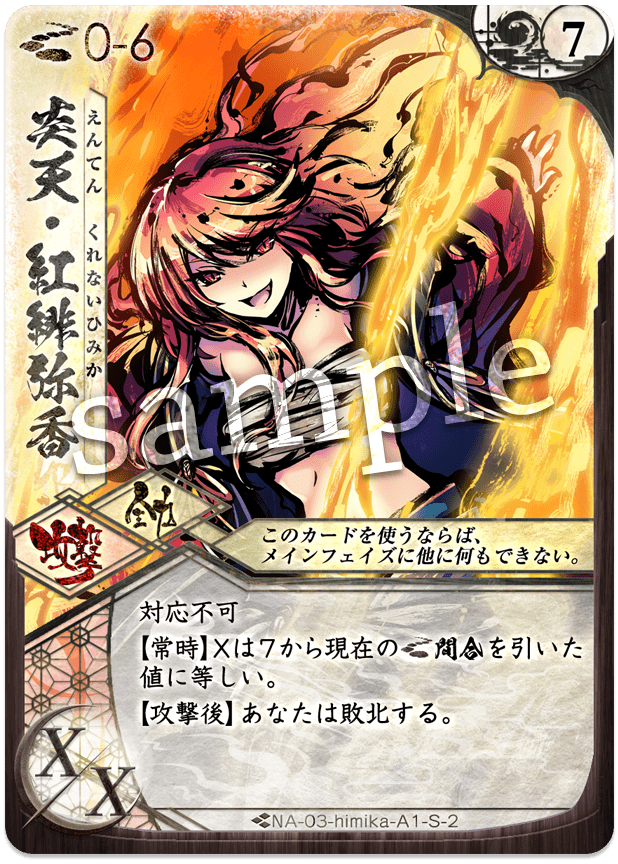 0-6
7
炎天・紅緋弥香
えんてん くれないひみか
sample
攻撃
全力
このカードを使うならば、
メインフェイズに他に何もできない。
対応不可
【常時】Xは7から現在の間合を引いた
値に等しい。
【攻撃後】あなたは敗北する。
X/X
NA-03-himika-A1-S-2